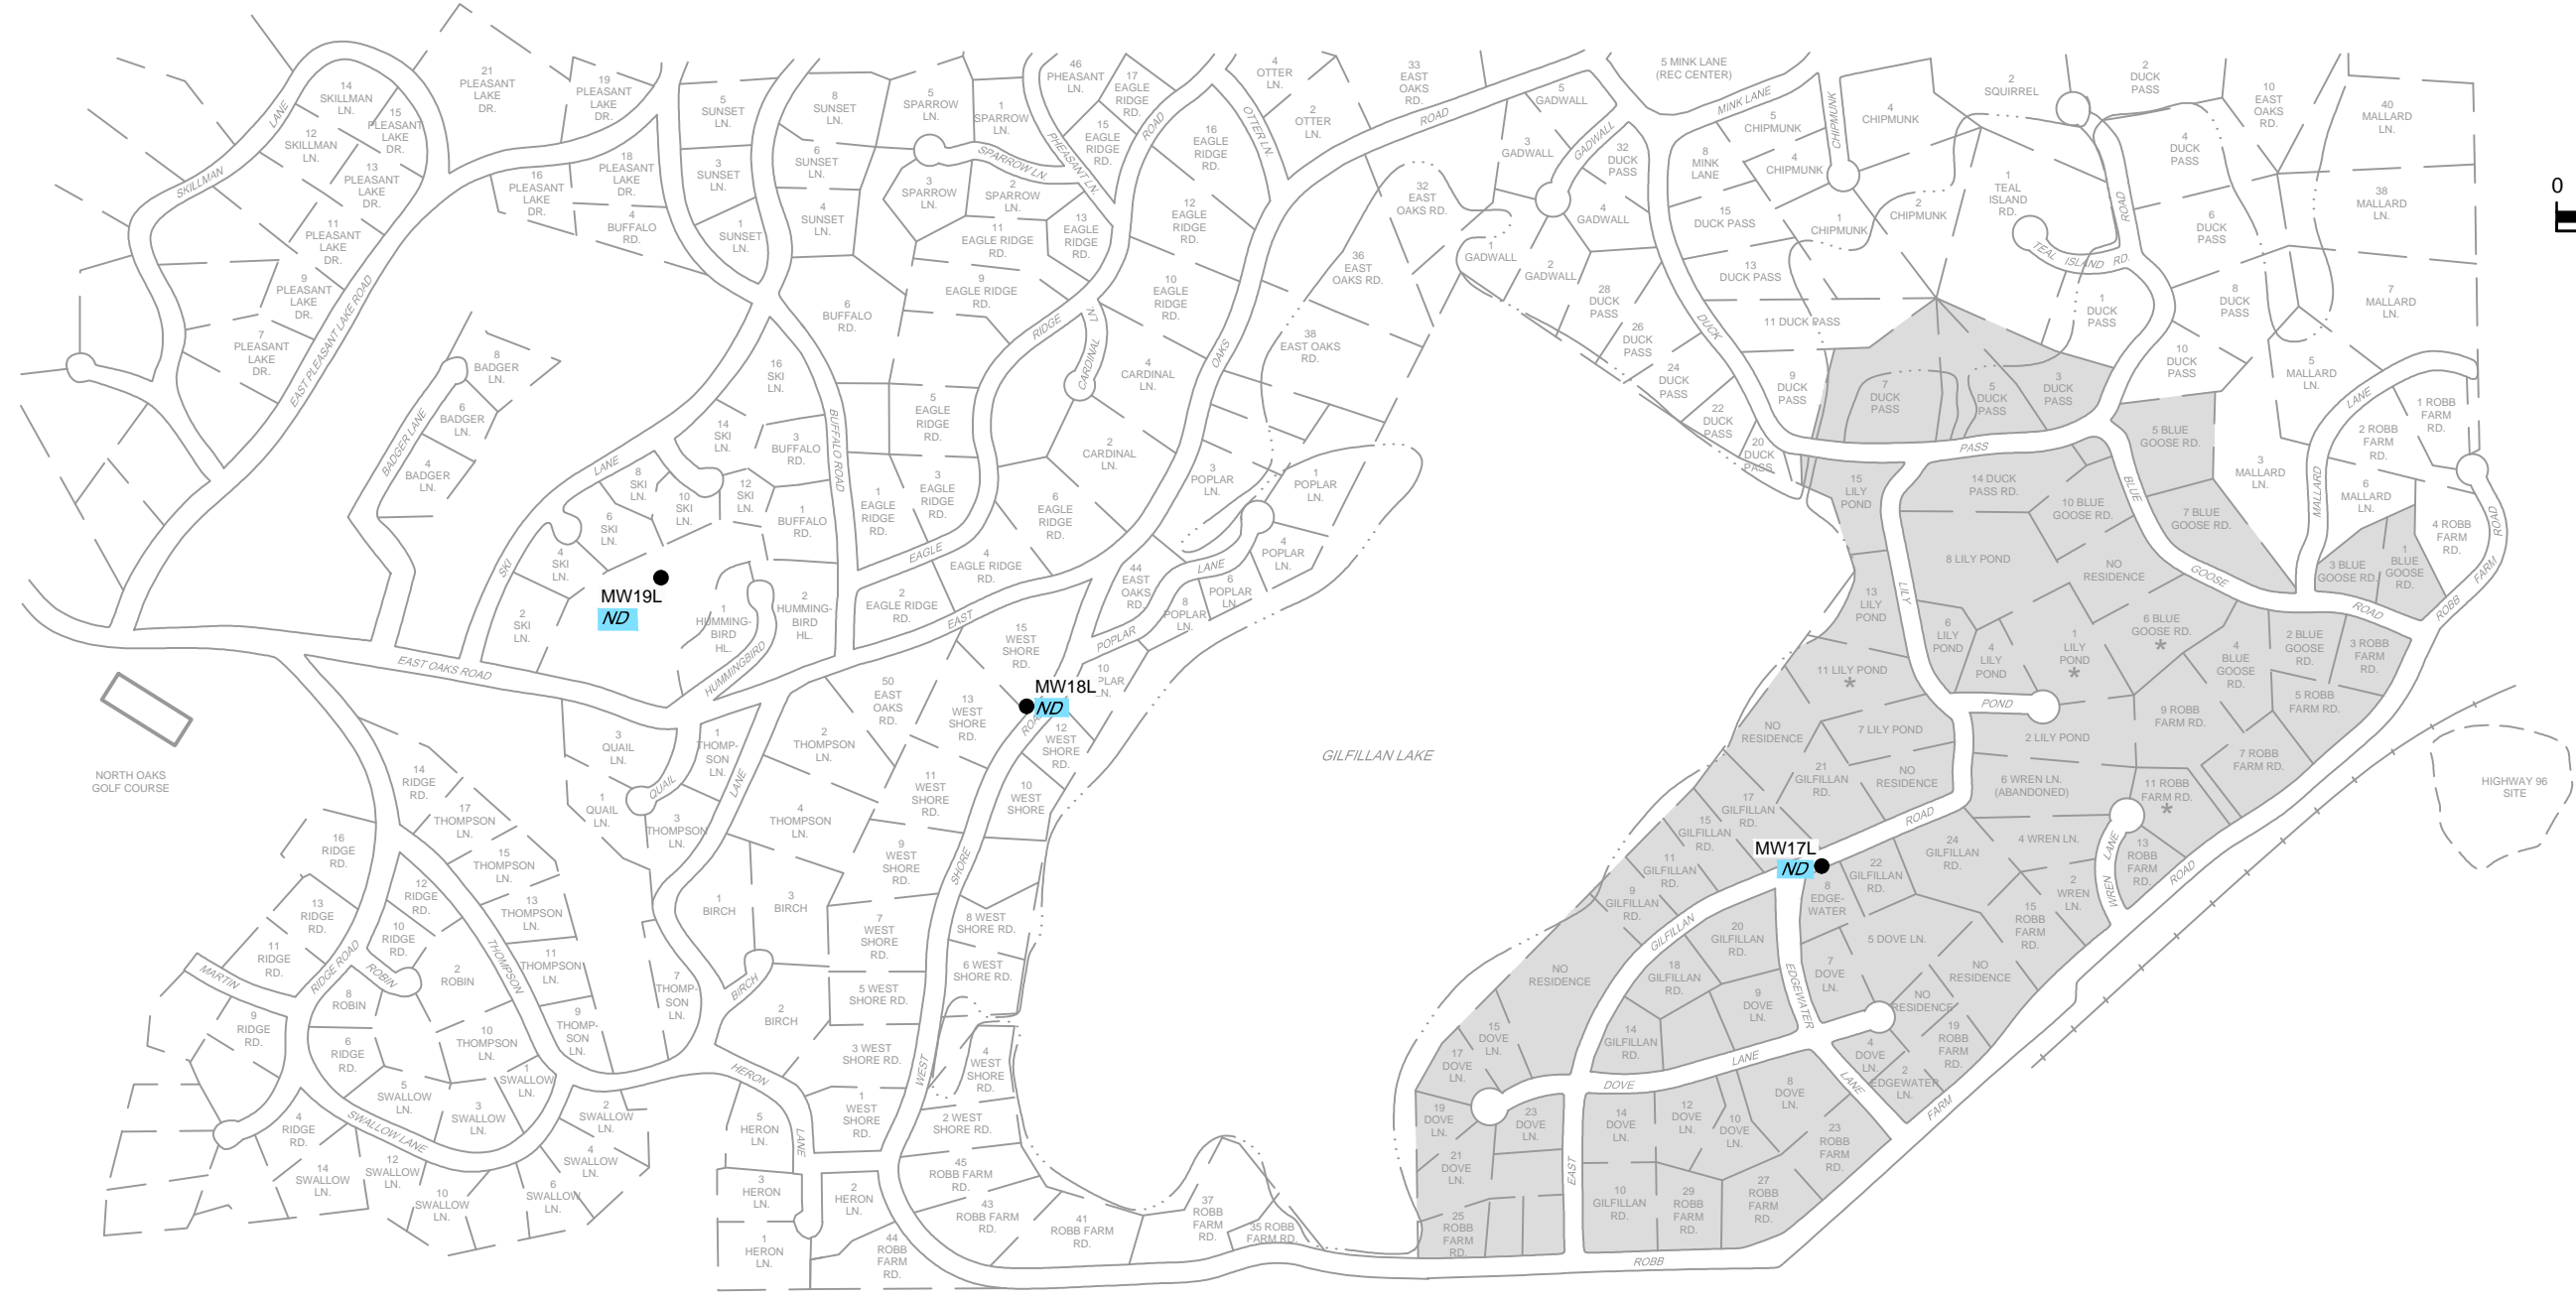 21
PLEASANT
LAKE
DR.
19
PLEASANT
LAKE
DR.
14
SKILLMAN
LN.
15
PLEASANT
LAKE
DR.
12
SKILLMAN
LN.
13
PLEASANT
LAKE
DR.
LANE
SKILLMAN
11
PLEASANT
LAKE
DR.
9
PLEASANT
LAKE
DR.
7
PLEASANT
LAKE
DR.
EAST PLEASANT LAKE ROAD
16
PLEASANT
LAKE
DR.
18
PLEASANT
LAKE
DR.
4
BUFFALO
RD.
5
SUNSET
LN.
3
SUNSET
LN.
1
SUNSET
LN.
8
SUNSET
LN.
6
SUNSET
LN.
4
SUNSET
LN.
5
SPARROW
LN.
1
SPARROW
LN.
SPARROW LN.
3
SPARROW
LN.
2
SPARROW
LN.
46
PHEASANT
LN.
PHEASANT LN.
17
EAGLE
RIDGE
RD.
15
EAGLE
RIDGE
RD.
ROAD
16
EAGLE
RIDGE
RD.
13
EAGLE
RIDGE
RD.
11
EAGLE RIDGE
RD.
9
EAGLE RIDGE
RD.
12
EAGLE
RIDGE
RD.
10
EAGLE
RIDGE
RD.
RIDGE
CARDINAL
LN
4
CARDINAL
LN.
2
CARDINAL
LN.
4
OTTER
LN.
2
OTTER
LN.
OTTER LN.
33
EAST
OAKS
RD.
ROAD
32
EAST
OAKS RD.
36
EAST
OAKS RD.
38
EAST OAKS
RD.
OAKS
5
GADWALL
3
GADWALL
GADWALL
4
GADWALL
1
GADWALL
2
GADWALL
5 MINK LANE
(REC CENTER)
MINK LANE
32
DUCK
PASS
8
MINK
LANE
5
CHIPMUNK
4
CHIPMUNK
CHIPMUNK
4
CHIPMUNK
2
CHIPMUNK
1
CHIPMUNK
2
SQUIRREL
1
TEAL
ISLAND
RD.
TEAL ISLAND RD.
ROAD
2
DUCK
PASS
4
DUCK
PASS
6
DUCK
PASS
8
DUCK
PASS
10
DUCK
PASS
1
DUCK
PASS
10
EAST
OAKS
RD.
40
MALLARD
LN.
38
MALLARD
LN.
7
MALLARD
LN.
5
MALLARD
LN.
3
MALLARD
LN.
6
MALLARD
LN.
LANE
MALLARD
15
DUCK PASS
13
DUCK PASS
11 DUCK PASS
9
DUCK
PASS
DUCK
28
DUCK
PASS
26
DUCK
PASS
24
DUCK
PASS
22
DUCK
PASS
20
DUCK
PASS
7
DUCK
PASS
5
DUCK
PASS
3
DUCK
PASS
PASS
5 BLUE
GOOSE RD.
7 BLUE
GOOSE RD.
BLUE
GOOSE
ROAD
1 ROBB
FARM
RD.
2 ROBB
FARM
RD.
4 ROBB
FARM
RD.
ROAD
FARM
ROBB
3 BLUE
GOOSE RD.
1
BLUE
GOOSE
RD.
15
LILY
POND
14 DUCK
PASS RD.
10 BLUE
GOOSE RD.
8 LILY POND
NO
RESIDENCE
13
LILY
POND
LILY
6
LILY
POND
4
LILY
POND
1
LILY
POND
*
6 BLUE
GOOSE RD.
*
4
BLUE
GOOSE
RD.
2 BLUE
GOOSE
RD.
3 ROBB
FARM
RD.
5 ROBB
FARM RD.
11 LILY POND
*
POND
9 ROBB
FARM RD.
NO
RESIDENCE
7 LILY POND
2 LILY POND
7 ROBB
FARM RD.
21
GILFILLAN
RD.
NO
RESIDENCE
6 WREN LN.
(ABANDONED)
11 ROBB
FARM RD.
*
17
GILFILLAN
RD.
15
GILFILLAN
RD.
ROAD
4 WREN LN.
13
ROBB
FARM
RD.
LANE
WREN
ROAD
11
GILFILLAN
RD.
9
GILFILLAN
RD.
MW17L
ND
22
GILFILLAN
RD.
24
GILFILLAN
RD.
2
WREN
LN.
15
ROBB
FARM
RD.
8
EDGE-
WATER
5 DOVE LN.
7
DOVE
LN.
NO
RESIDENCE
NO
RESIDENCE
19
ROBB
FARM
RD.
GILFILLAN
20
GILFILLAN
RD.
18
GILFILLAN
RD.
14
GILFILLAN
RD.
9
DOVE
LN.
EDGEWATER
NO
RESIDENCE
15
DOVE
LN.
17
DOVE
LN.
19
DOVE
LN.
23
DOVE
LN.
21
DOVE
LN.
25
ROBB
FARM
RD.
DOVE
LANE
4
DOVE
LN.
2
EDGEWATER
LN.
LANE
FARM
14
DOVE
LN.
12
DOVE
LN.
10
DOVE
LN.
8
DOVE
LN.
23
ROBB
FARM
RD.
EAST
10
GILFILLAN
RD.
29
ROBB
FARM
RD.
27
ROBB
FARM
RD.
ROBB
HIGHWAY 96
SITE
0
GILFILLAN LAKE
6
BUFFALO
RD.
16
SKI
LN.
14
SKI
LN.
3
BUFFALO
RD.
12
SKI
LN.
1
BUFFALO
RD.
BUFFALO ROAD
8
BADGER
LN.
6
BADGER
LN.
4
BADGER
LN.
BADGER LANE
LANE
SKI
8
SKI
LN.
10
SKI
LN.
6
SKI
LN.
4
SKI
LN.
2
SKI
LN.
MW19L
ND
5
EAGLE
RIDGE
RD.
3
EAGLE
RIDGE
RD.
1
EAGLE
RIDGE
RD.
6
EAGLE
RIDGE
RD.
EAGLE
4
EAGLE RIDGE
RD.
2
EAGLE RIDGE
RD.
EAST
1
HUMMING-
BIRD
HL.
2
HUMMING-
BIRD
HL.
HUMMINGBIRD
3
POPLAR
LN.
1
POPLAR
LN.
4
POPLAR
LN.
6
POPLAR
LN.
8
POPLAR
LN.
LANE
POPLAR
44
EAST
OAKS
RD.
10
PLAR
N.
15
WEST
SHORE
RD.
MW18L
ND
EAST OAKS ROAD
NORTH OAKS
GOLF COURSE
50
EAST
OAKS
RD.
13
WEST
SHORE
RD.
ROAD
12
WEST
SHORE
RD.
10
WEST
SHORE
11
WEST
SHORE
RD.
9
WEST
SHORE
RD.
SHORE
7
WEST
SHORE
RD.
8 WEST
SHORE RD.
6 WEST
SHORE RD.
5 WEST
SHORE RD.
3 WEST
SHORE RD.
4
WEST
SHORE
RD.
WEST
1
WEST
SHORE
RD.
2 WEST
SHORE RD.
3
QUAIL
LN.
1
QUAIL
LN.
QUAIL
1
THOMP-
SON
LN.
2
THOMPSON
LN.
LANE
4
THOMPSON
LN.
3
THOMPSON
LN.
1
BIRCH
3
BIRCH
BIRCH
2
BIRCH
7
THOMP-
SON
LN.
14
RIDGE
RD.
17
THOMPSON
LN.
15
THOMPSON
LN.
13
THOMPSON
LN.
11
THOMPSON
LN.
9
THOMP-
SON
LN.
THOMPSON
16
RIDGE
RD.
12
RIDGE
RD.
13
RIDGE
RD.
10
RIDGE
RD.
11
RIDGE
RD.
RIDGE ROAD
MARTIN
ROBIN
2
ROBIN
8
ROBIN
9
RIDGE
RD.
6
RIDGE
RD.
10
THOMPSON
LN.
1
SWALLOW
LN.
5
SWALLOW
LN.
3
SWALLOW
LN.
SWALLOW LANE
4
RIDGE
RD.
14
SWALLOW
LN.
12
SWALLOW
LN.
10
SWALLOW
LN.
2
SWALLOW
LN.
4
SWALLOW
LN.
6
SWALLOW
LN.
HERON
LANE
5
HERON
LN.
3
HERON
LN.
1
HERON
LN.
2
HERON
LN.
44
ROBB
FARM
RD.
45
ROBB FARM
RD.
43
ROBB FARM
RD.
41
ROBB FARM
RD.
37
ROBB
FARM
RD.
35 ROBB
FARM RD.